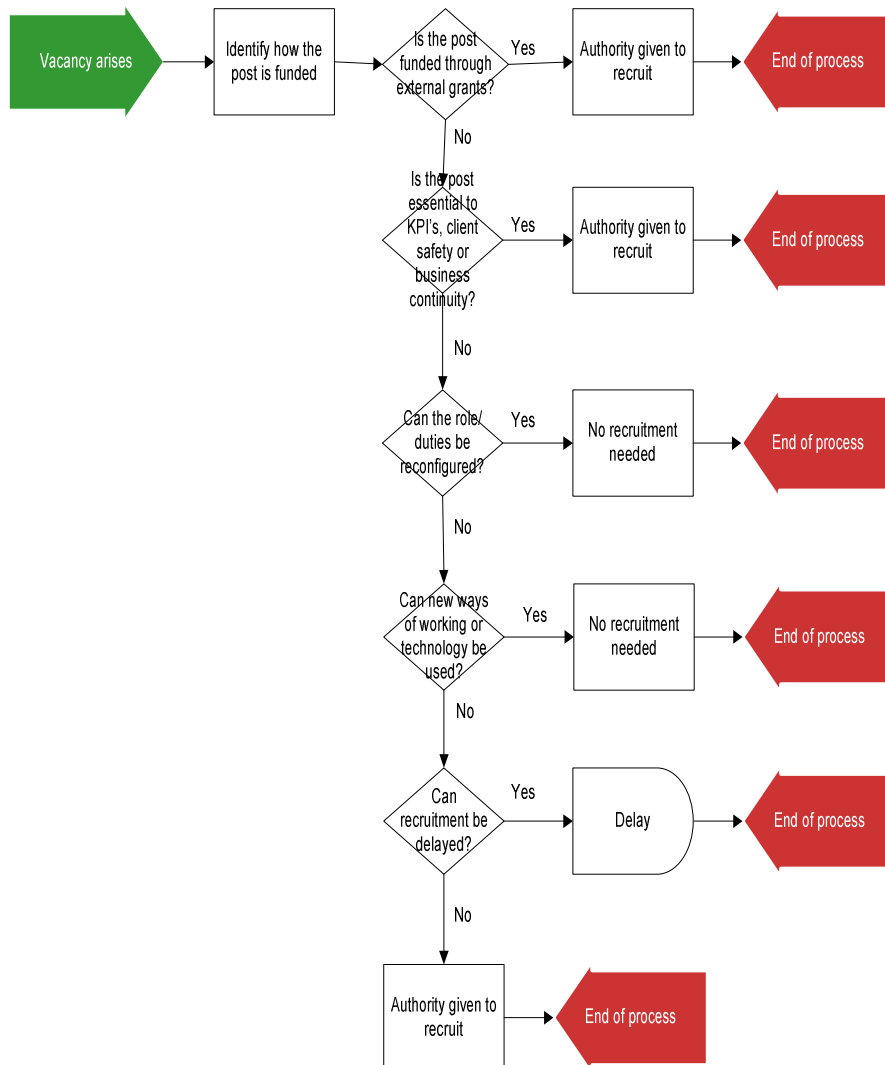 Vacancy arises
Identify how the
post is funded
Is the post
funded through
external grants?
Yes
Authority given to
recruit
End of process
No
Is the post
essential to
KPI's, client
safety or
business
continuity?
Yes
Authority given to
recruit
End of process
No
Can the role/
duties be
reconfigured?
Yes
No recruitment
needed
End of process
No
Can new ways
of working or
technology be
used?
Yes
No recruitment
needed
End of process
No
Can
recruitment be
delayed?
Yes
Delay
End of process
No
Authority given to
recruit
End of process